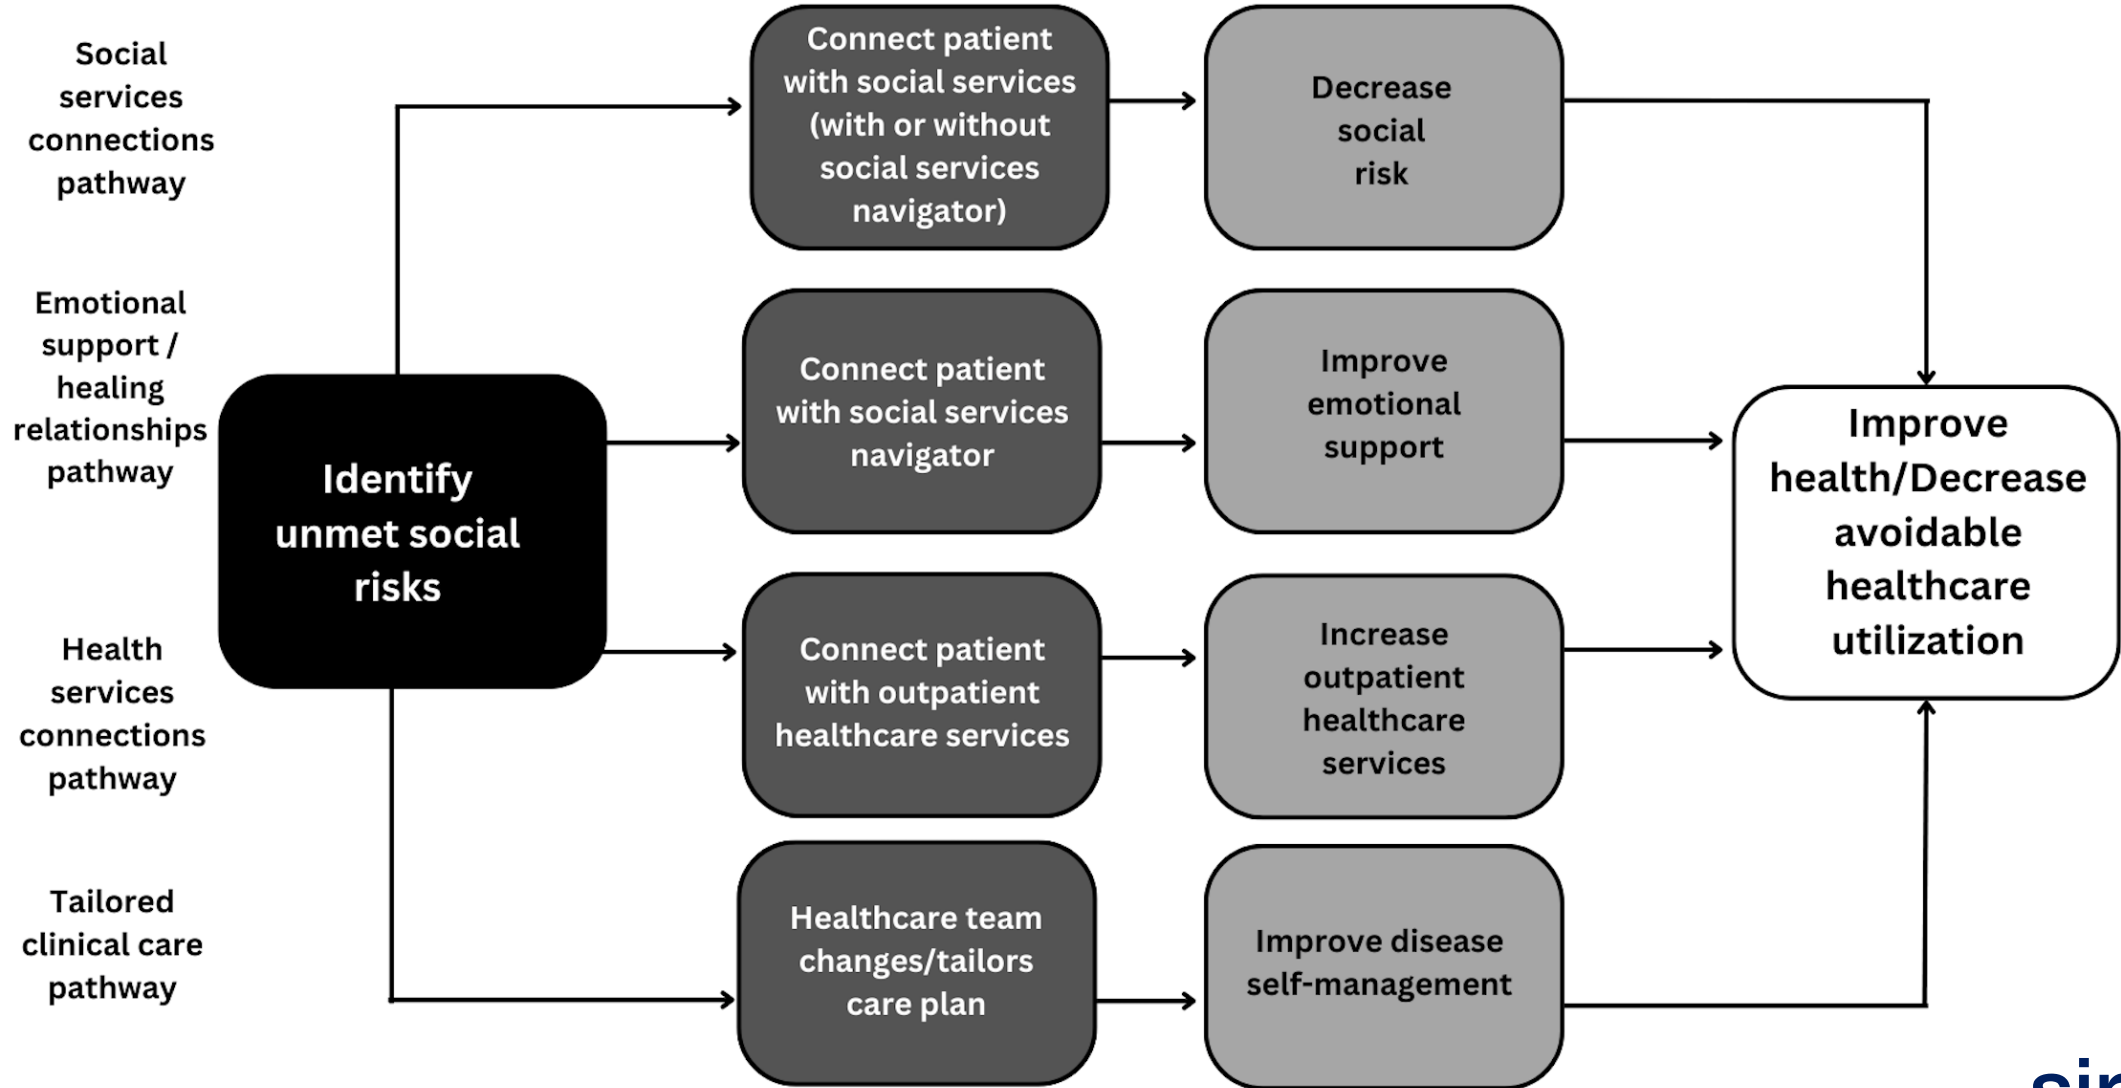 Social
services
connections
pathway
Connect patient
with social services
(with or without
social services
navigator)
Decrease
social
risk
Emotional
support /
healing
relationships
pathway
Connect patient
with social services
navigator
Improve
emotional
support
Identify
unmet social
risks
Improve
health/Decrease
avoidable
healthcare
utilization
Health
services
connections
pathway
Connect patient
with outpatient
healthcare services
Increase
outpatient
healthcare
services
Tailored
clinical care
pathway
Healthcare team
changes/tailors
care plan
Improve disease
self-management